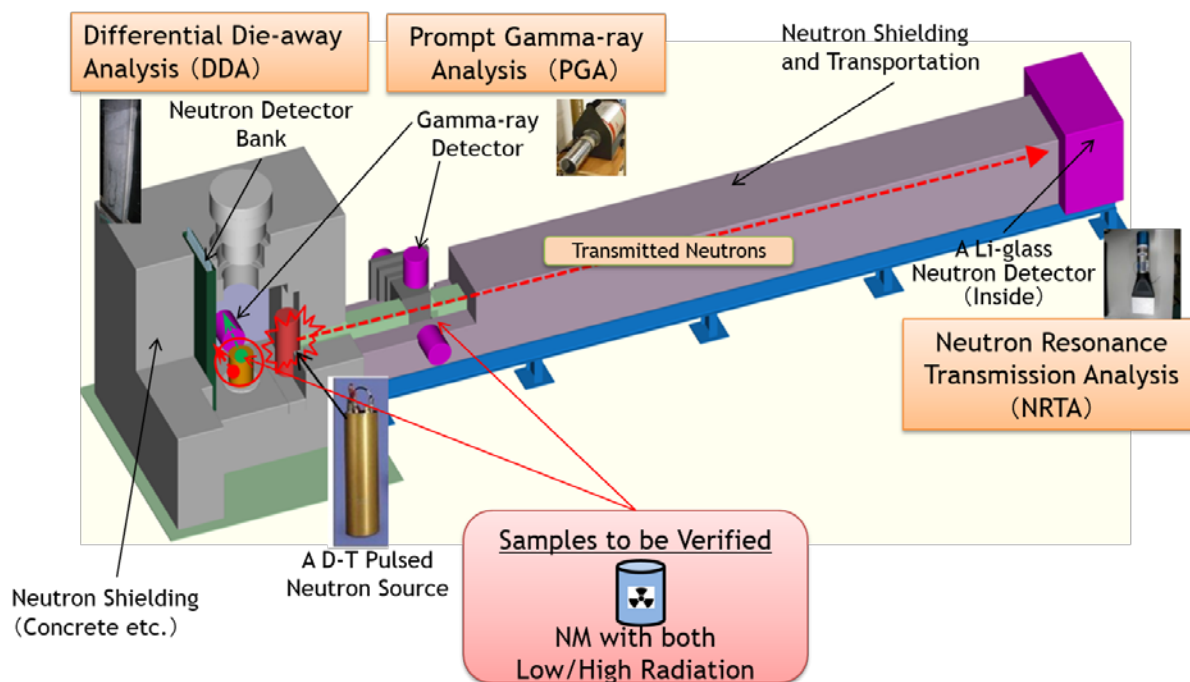 Differential Die-away
Analysis（DDA）
Prompt Gamma-ray
Analysis （PGA）
Neutron Shielding
and Transportation
Neutron Detector
Bank
Gamma-ray
Detector
Transmitted Neutrons
A Li-glass
Neutron Detector
（Inside）
Neutron Resonance
Transmission Analysis
（NRTA）
A D-T Pulsed
Neutron Source
Neutron Shielding
（Concrete etc.）
Samples to be Verified
NM with both
Low/High Radiation